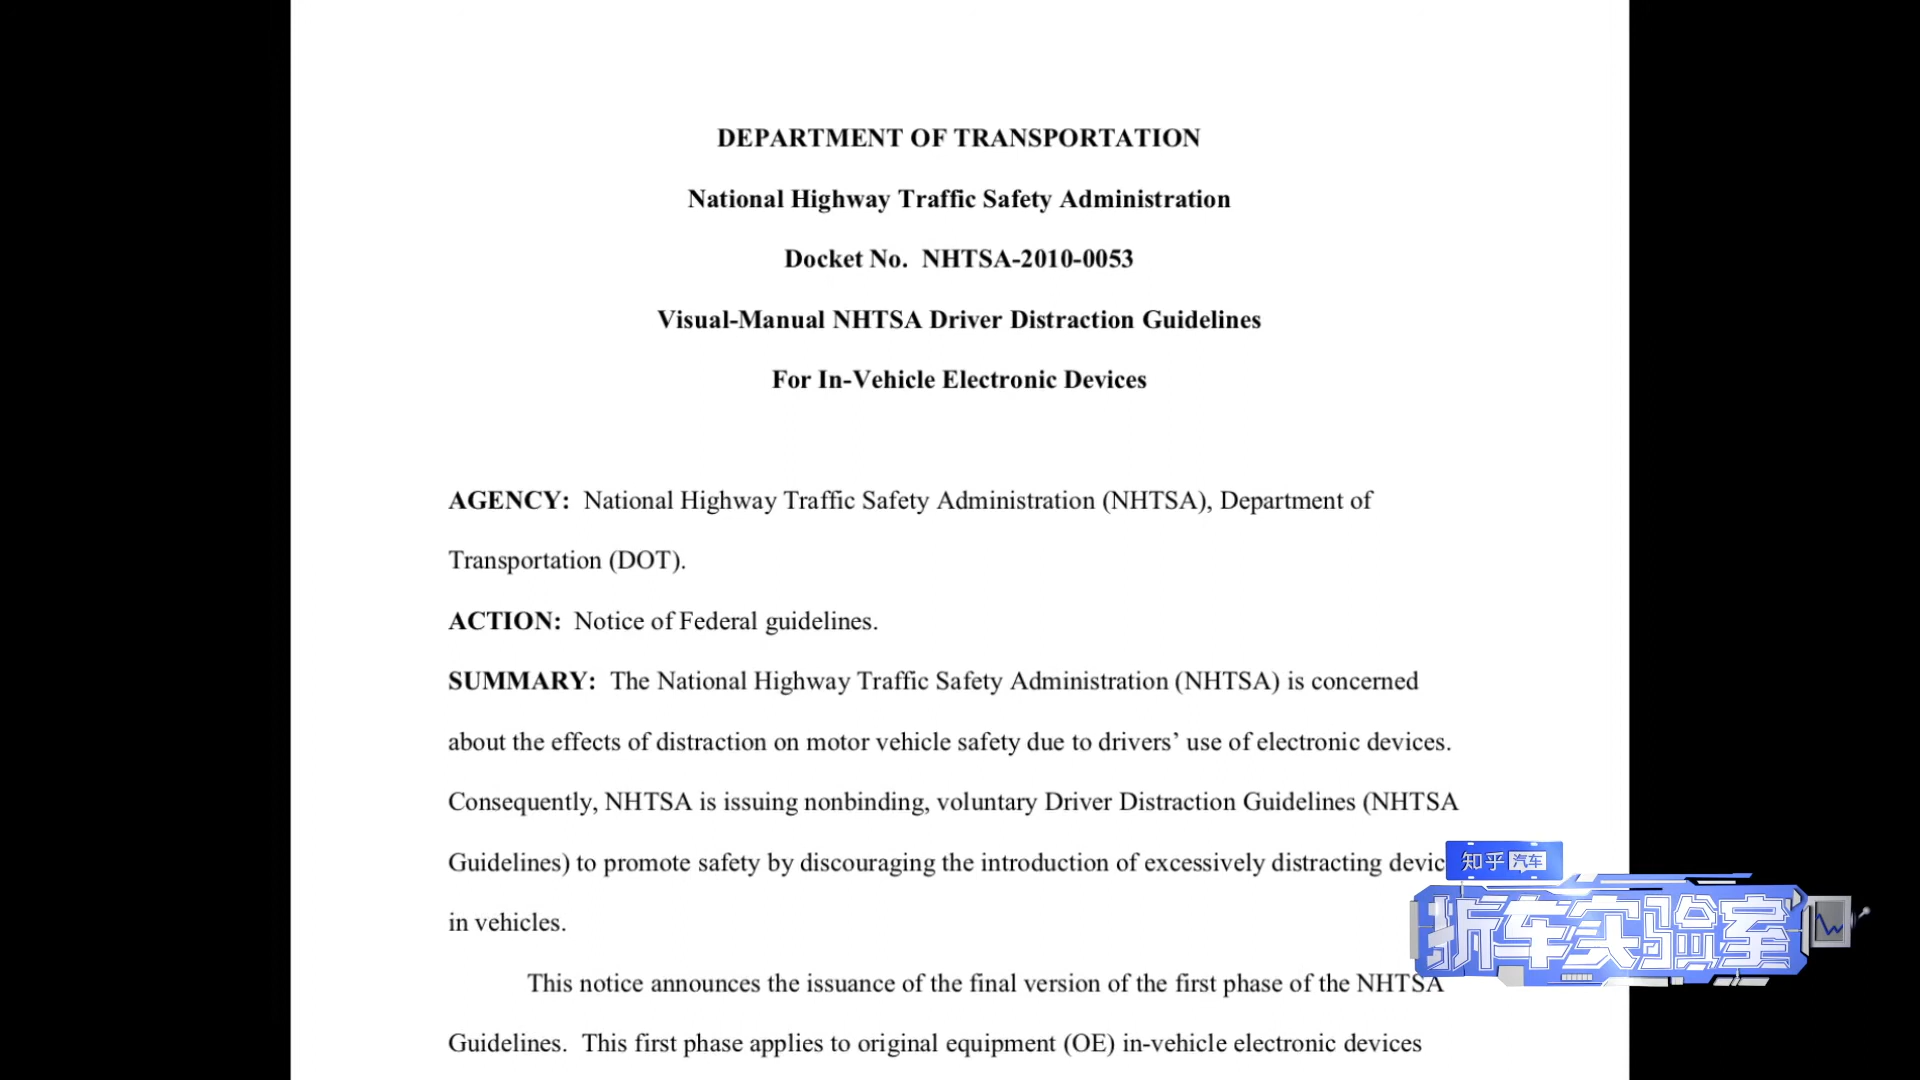 DEPARTMENT OF TRANSPORTATION
National Highway Traffic Safety Administration
Docket No. NHTSA-2010-0053
Visual-Manual NHTSA Driver Distraction Guidelines
For In-Vehicle Electronic Devices
AGENCY: National Highway Traffic Safety Administration (NHTSA), Department of
Transportation (DOT).
ACTION: Notice of Federal guidelines.
SUMMARY: The National Highway Traffic Safety Administration (NHTSA) is concerned
about the effects of distraction on motor vehicle safety due to drivers’ use of electronic devices.
Consequently, NHTSA is issuing nonbinding, voluntary Driver Distraction Guidelines (NHTSA
Guidelines) to promote safety by discouraging the introduction of excessively distracting devic
in vehicles.
This notice announces the issuance of the final version of the first phase of the NHTSA
Guidelines. This first phase applies to original equipment (OE) in-vehicle electronic devices
知乎 汽车
拆车实验室